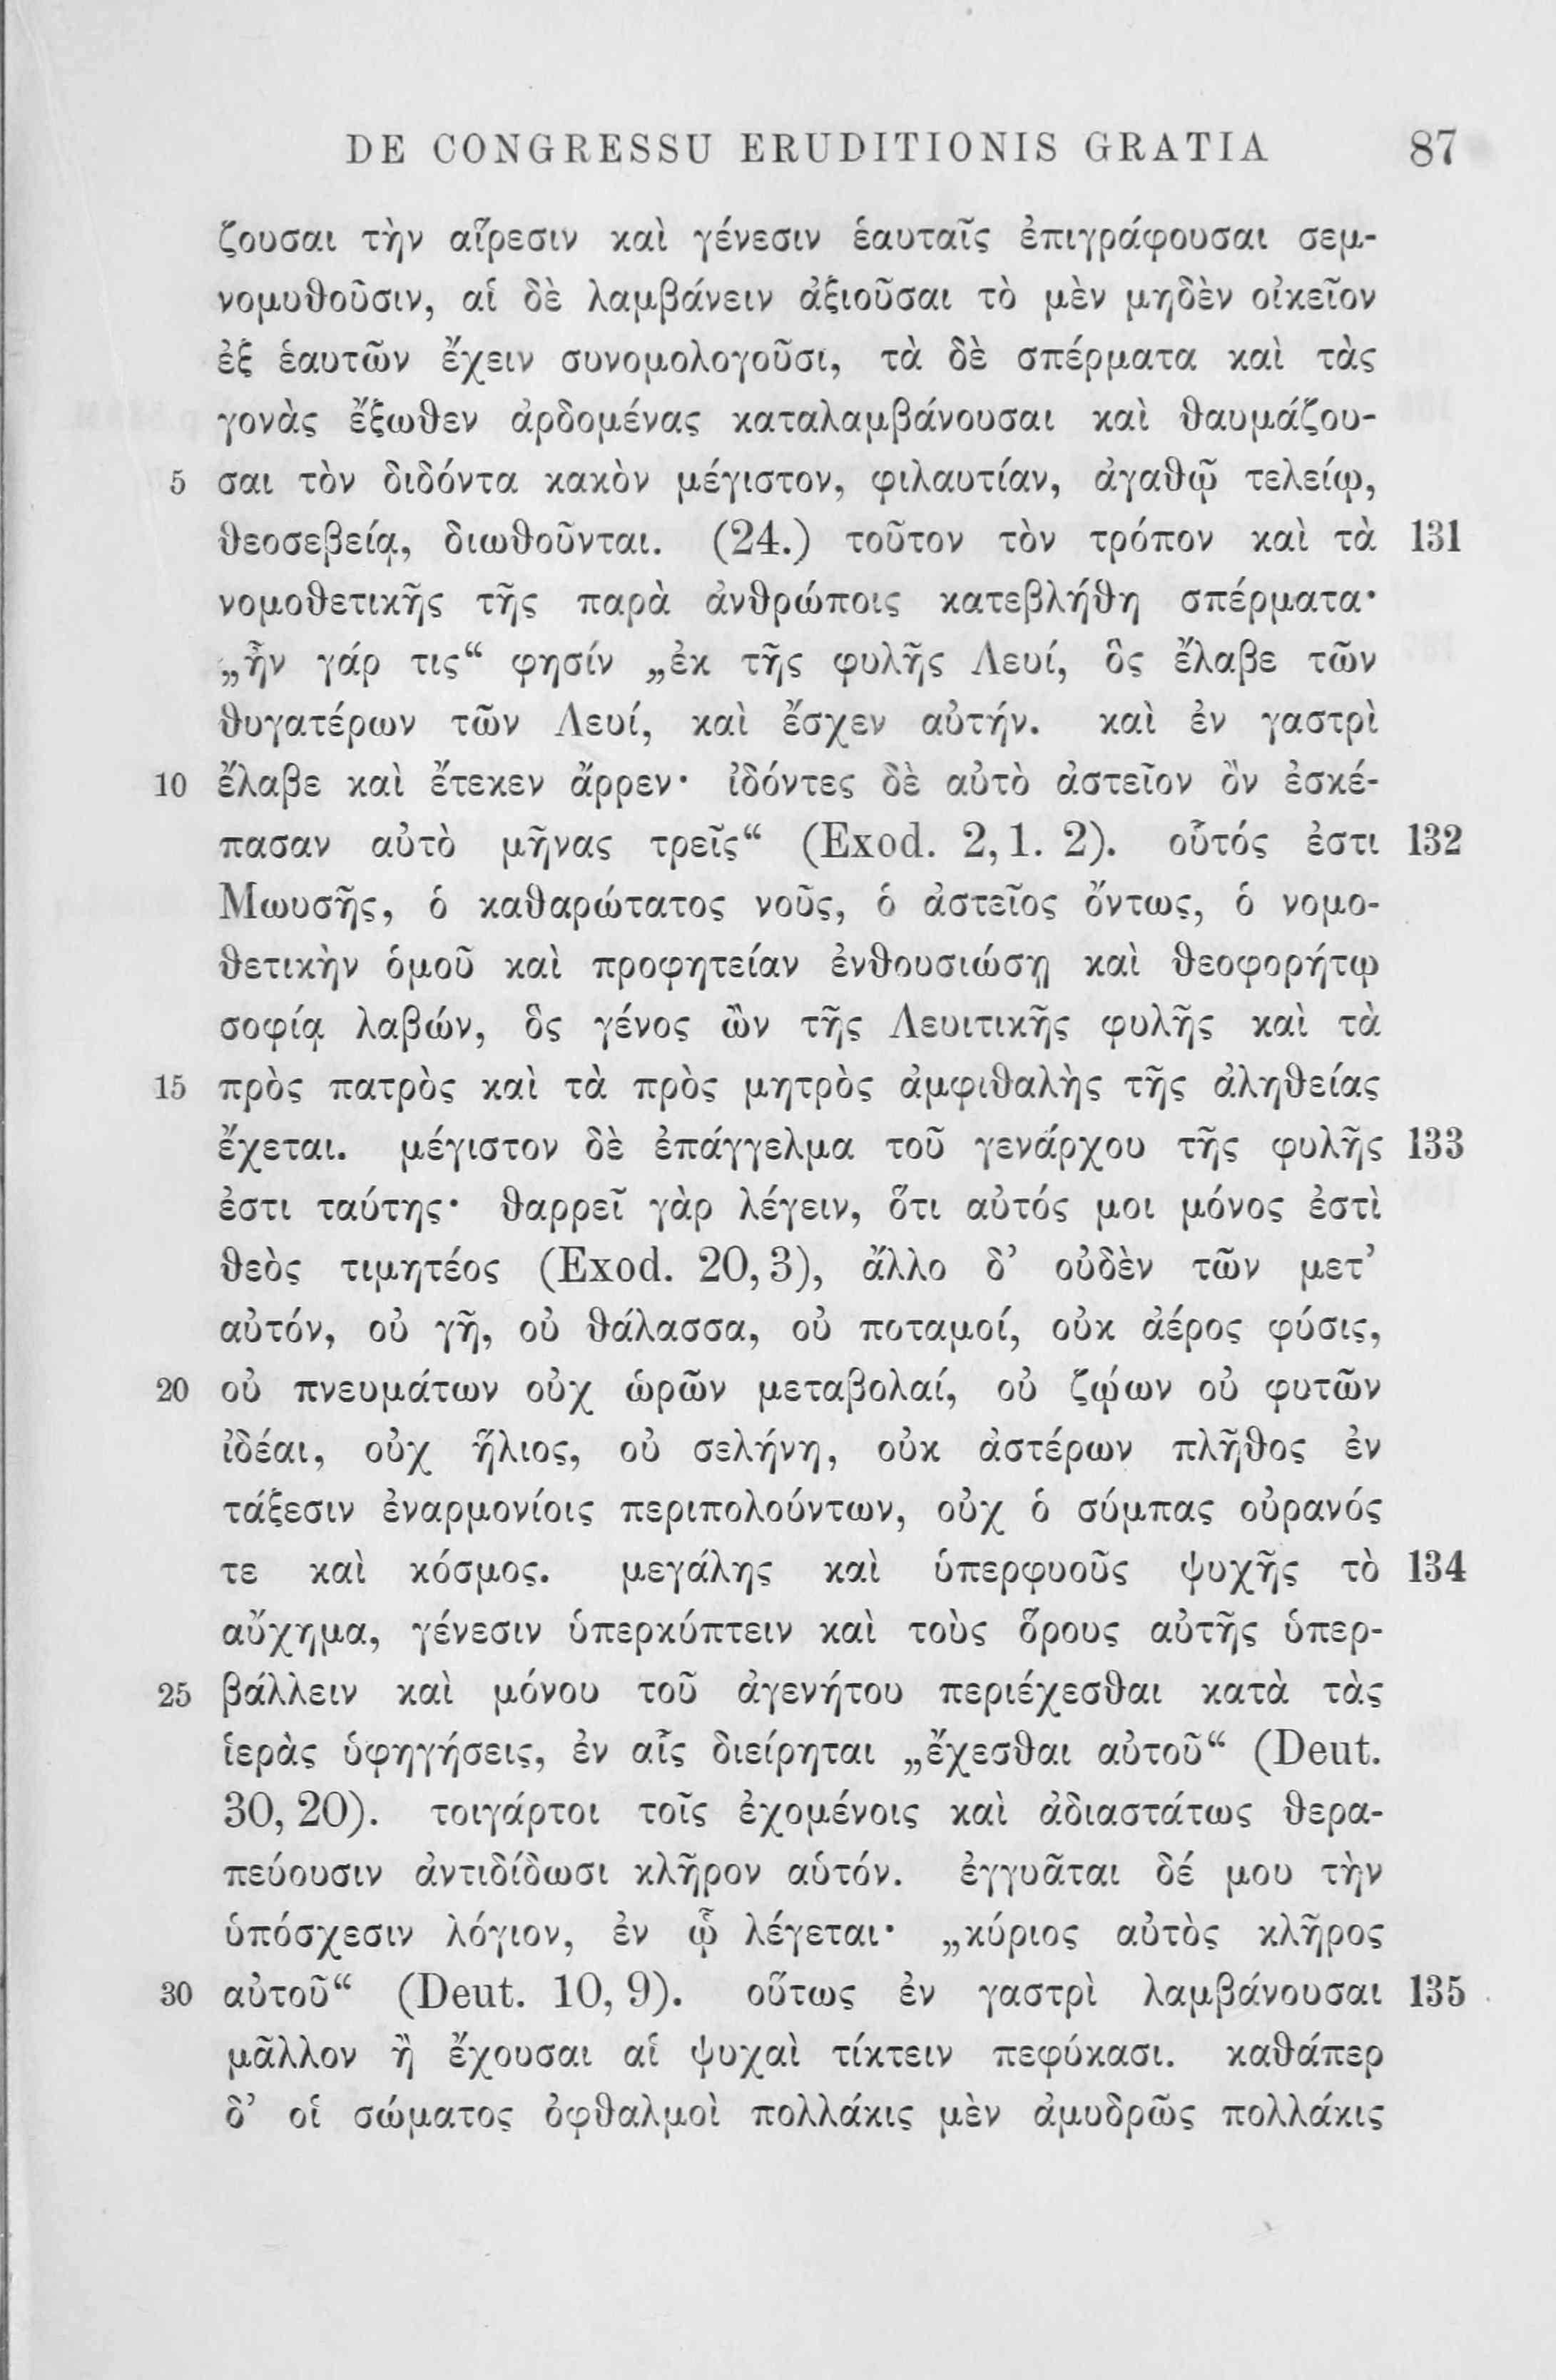 DE CONGRESSU ERUDITIONIS GRATIA 87
ζουσαι τὴν αἵρεσιν καὶ γένεσιν ἑαυταῖς ἐπιγράφουσαι σεμ-
νομυθοῦσιν, αἱ δὲ λαμβάνειν ἀξιοῦσαι τὸ μὲν μηδὲν οἰκεῖον
ἐξ ἑαυτῶν ἔχειν συνομολογοῦσι, τὰ δὲ σπέρματα καὶ τὰς
γονὰς ἔξωθεν ἀρδομένας καταλαμβάνουσαι καὶ θαυμάζου-
5 σαι τὸν διδόντα κακὸν μέγιστον, φιλαυτίαν, ἀγαθῷ τελείῳ,
θεοσεβείᾳ, διωθοῦνται. (24.) τοῦτον τὸν τρόπον καὶ τὰ 131
νομοθετικῆς τῆς παρὰ ἀνθρώποις κατεβλήθη σπέρματα·
„ἦν γάρ τις“ φησίν „ἐκ τῆς φυλῆς Λευί, ὃς ἔλαβε τῶν
θυγατέρων τῶν Λευί, καὶ ἔσχεν αὐτήν. καὶ ἐν γαστρὶ
10 ἔλαβε καὶ ἔτεκεν ἄρρεν· ἰδόντες δὲ αὐτὸ ἀστεῖον ὂν ἐσκέ-
πασαν αὐτὸ μῆνας τρεῖς“ (Exod. 2, 1. 2). οὗτός ἐστι 132
Μωυσῆς, ὁ καθαρώτατος νοῦς, ὁ ἀστεῖος ὄντως, ὁ νομο-
θετικὴν ὁμοῦ καὶ προφητείαν ἐνθουσιώσῃ καὶ θεοφορήτῳ
σοφίᾳ λαβών, ὃς γένος ὢν τῆς Λευιτικῆς φυλῆς καὶ τὰ
15 πρὸς πατρὸς καὶ τὰ πρὸς μητρὸς ἀμφιθαλὴς τῆς ἀληθείας
ἔχεται. μέγιστον δὲ ἐπάγγελμα τοῦ γενάρχου τῆς φυλῆς 133
ἐστι ταύτης· θαρρεῖ γὰρ λέγειν, ὅτι αὐτός μοι μόνος ἐστὶ
θεὸς τιμητέος (Exod. 20, 3), ἄλλο δ’ οὐδὲν τῶν μετ’
αὐτόν, οὐ γῆ, οὐ θάλασσα, οὐ ποταμοί, οὐκ ἀέρος φύσις,
20 οὐ πνευμάτων οὐχ ὡρῶν μεταβολαί, οὐ ζῴων οὐ φυτῶν
ἰδέαι, οὐχ ἥλιος, οὐ σελήνη, οὐκ ἀστέρων πλῆθος ἐν
τάξεσιν ἐναρμονίοις περιπολούντων, οὐχ ὁ σύμπας οὐρανός
τε καὶ κόσμος. μεγάλης καὶ ὑπερφυοῦς ψυχῆς τὸ 134
αὔχημα, γένεσιν ὑπερκύπτειν καὶ τοὺς ὅρους αὐτῆς ὑπερ-
25 βάλλειν καὶ μόνου τοῦ ἀγενήτου περιέχεσθαι κατὰ τὰς
ἱερὰς ὑφηγήσεις, ἐν αἷς διείρηται „ἔχεσθαι αὐτοῦ“ (Deut.
30, 20). τοιγάρτοι τοῖς ἐχομένοις καὶ ἀδιαστάτως θερα-
πεύουσιν ἀντιδίδωσι κλῆρον αὑτόν. ἐγγυᾶται δέ μου τὴν
ὑπόσχεσιν λόγιον, ἐν ᾧ λέγεται· „κύριος αὐτὸς κλῆρος
30 αὐτοῦ“ (Deut. 10, 9). οὕτως ἐν γαστρὶ λαμβάνουσαι 135
μᾶλλον ἢ ἔχουσαι αἱ ψυχαὶ τίκτειν πεφύκασι. καθάπερ
δ’ οἱ σώματος ὀφθαλμοὶ πολλάκις μὲν ἀμυδρῶς πολλάκις